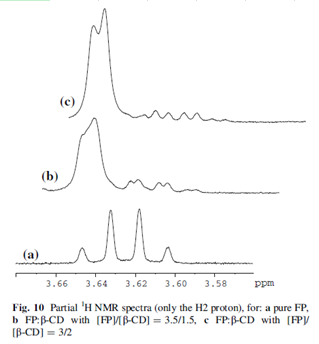 (c)
(b)
(a)
3.66 3.64 3.62 3.60 3.58 ppm
Fig. 10 Partial ¹H NMR spectra (only the H2 proton), for: a pure FP,
b FP:β-CD with [FP]/[β-CD] = 3.5/1.5, c FP:β-CD with [FP]/
[β-CD] = 3/2